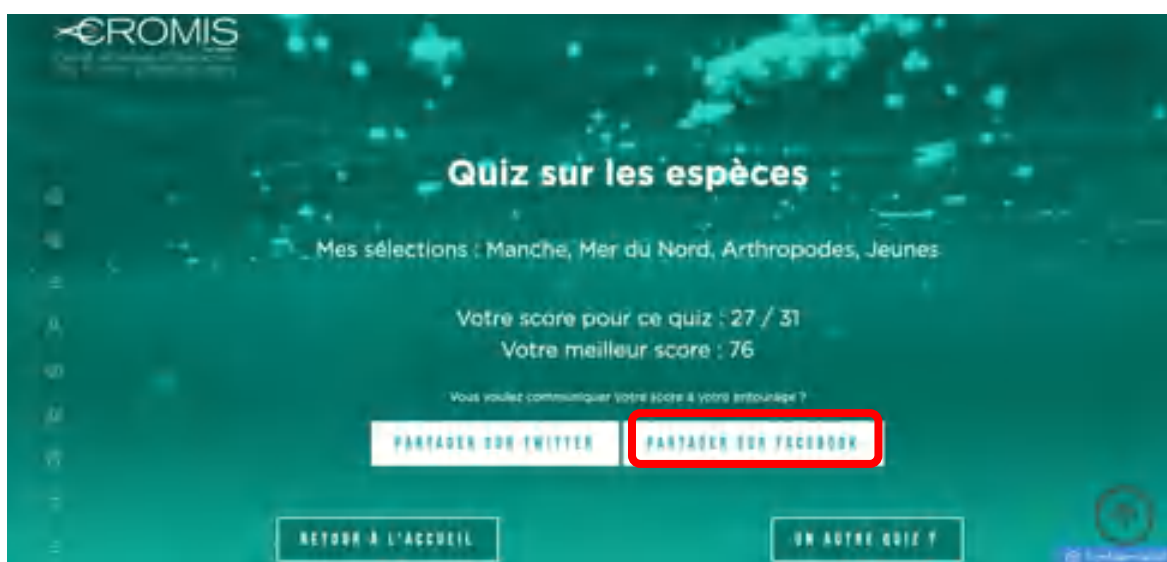 CROMIS
Quiz sur les espèces
Mes sélections : Manche, Mer du Nord, Arthropodes, Jeunes
Votre score pour ce quiz : 27 / 31
Votre meilleur score : 76
Vous voulez communiquer votre score à votre entourage ?
PARTAGER SUR TWITTER PARTAGER SUR FACEBOOK
RETOUR À L'ACCUEIL UN AUTRE QUIZ ?